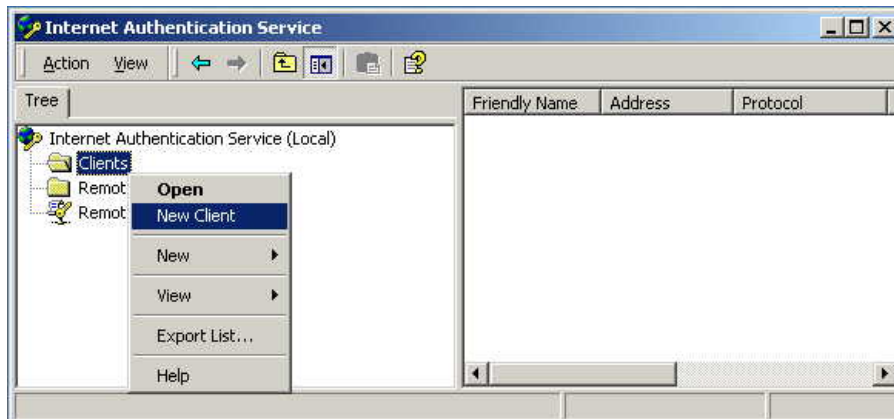 Internet Authentication Service
Action View
Tree
Friendly Name Address Protocol
Internet Authentication Service (Local)
Clients
Remot
Remot
Open
New Client
New
View
Export List...
Help